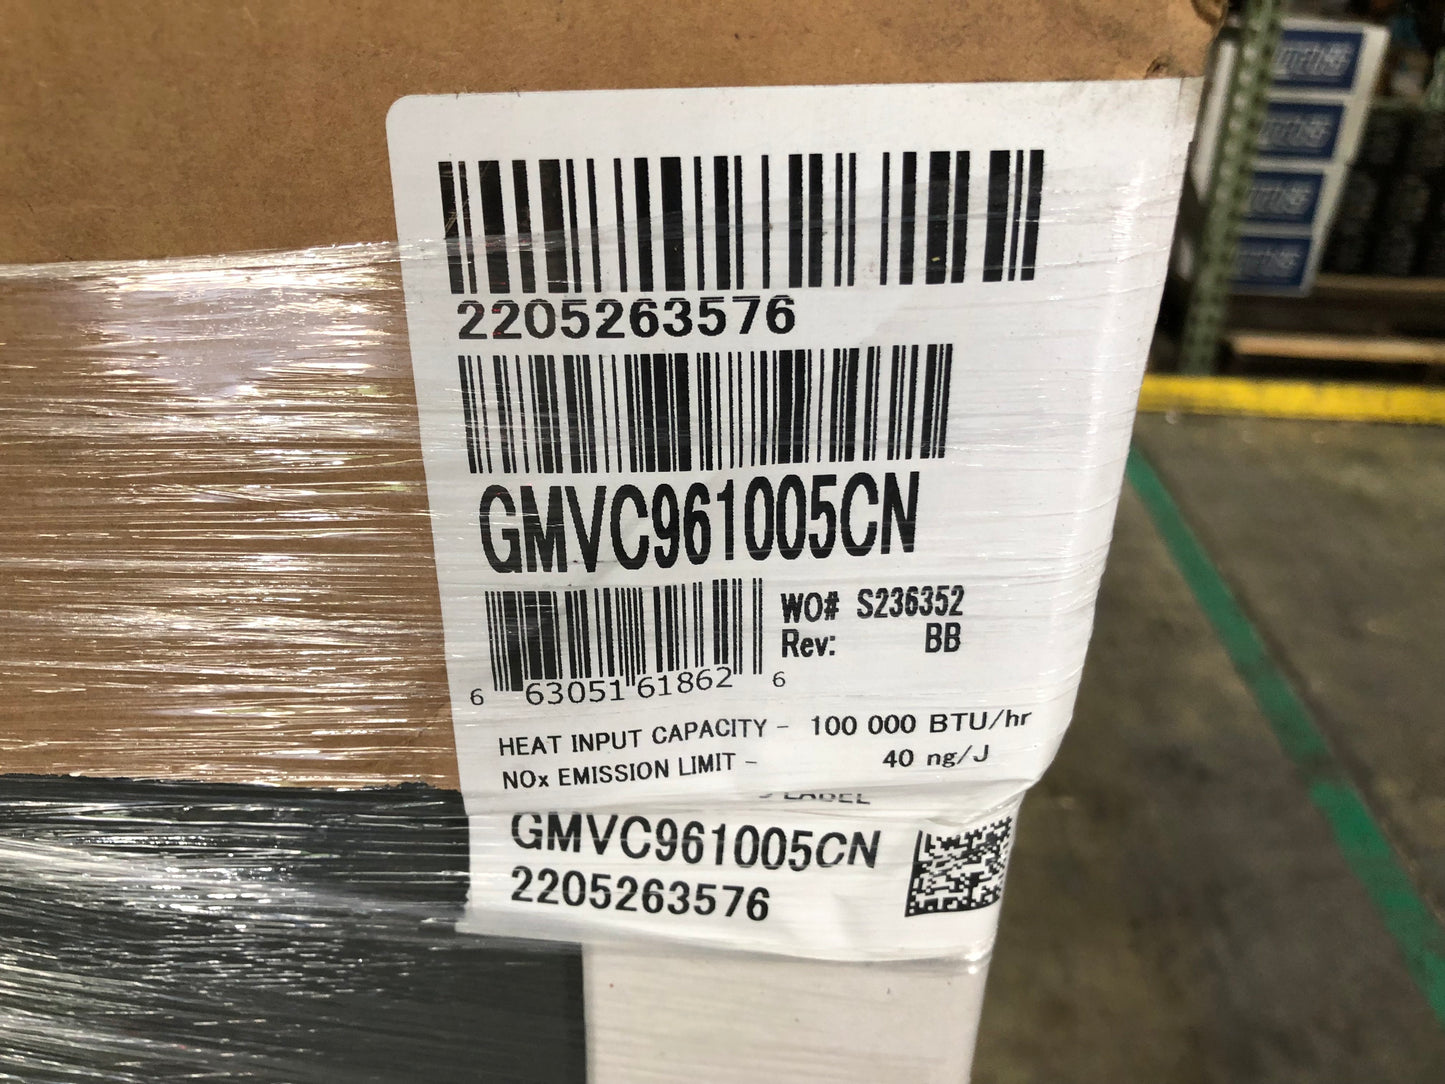 2205263576
GMVC961005CN
WO# S236352
Rev: BB
6 63051 61862 6
HEAT INPUT CAPACITY - 100 000 BTU/hr
NOx EMISSION LIMIT - 40 ng/J
LABEL
GMVC961005CN
2205263576